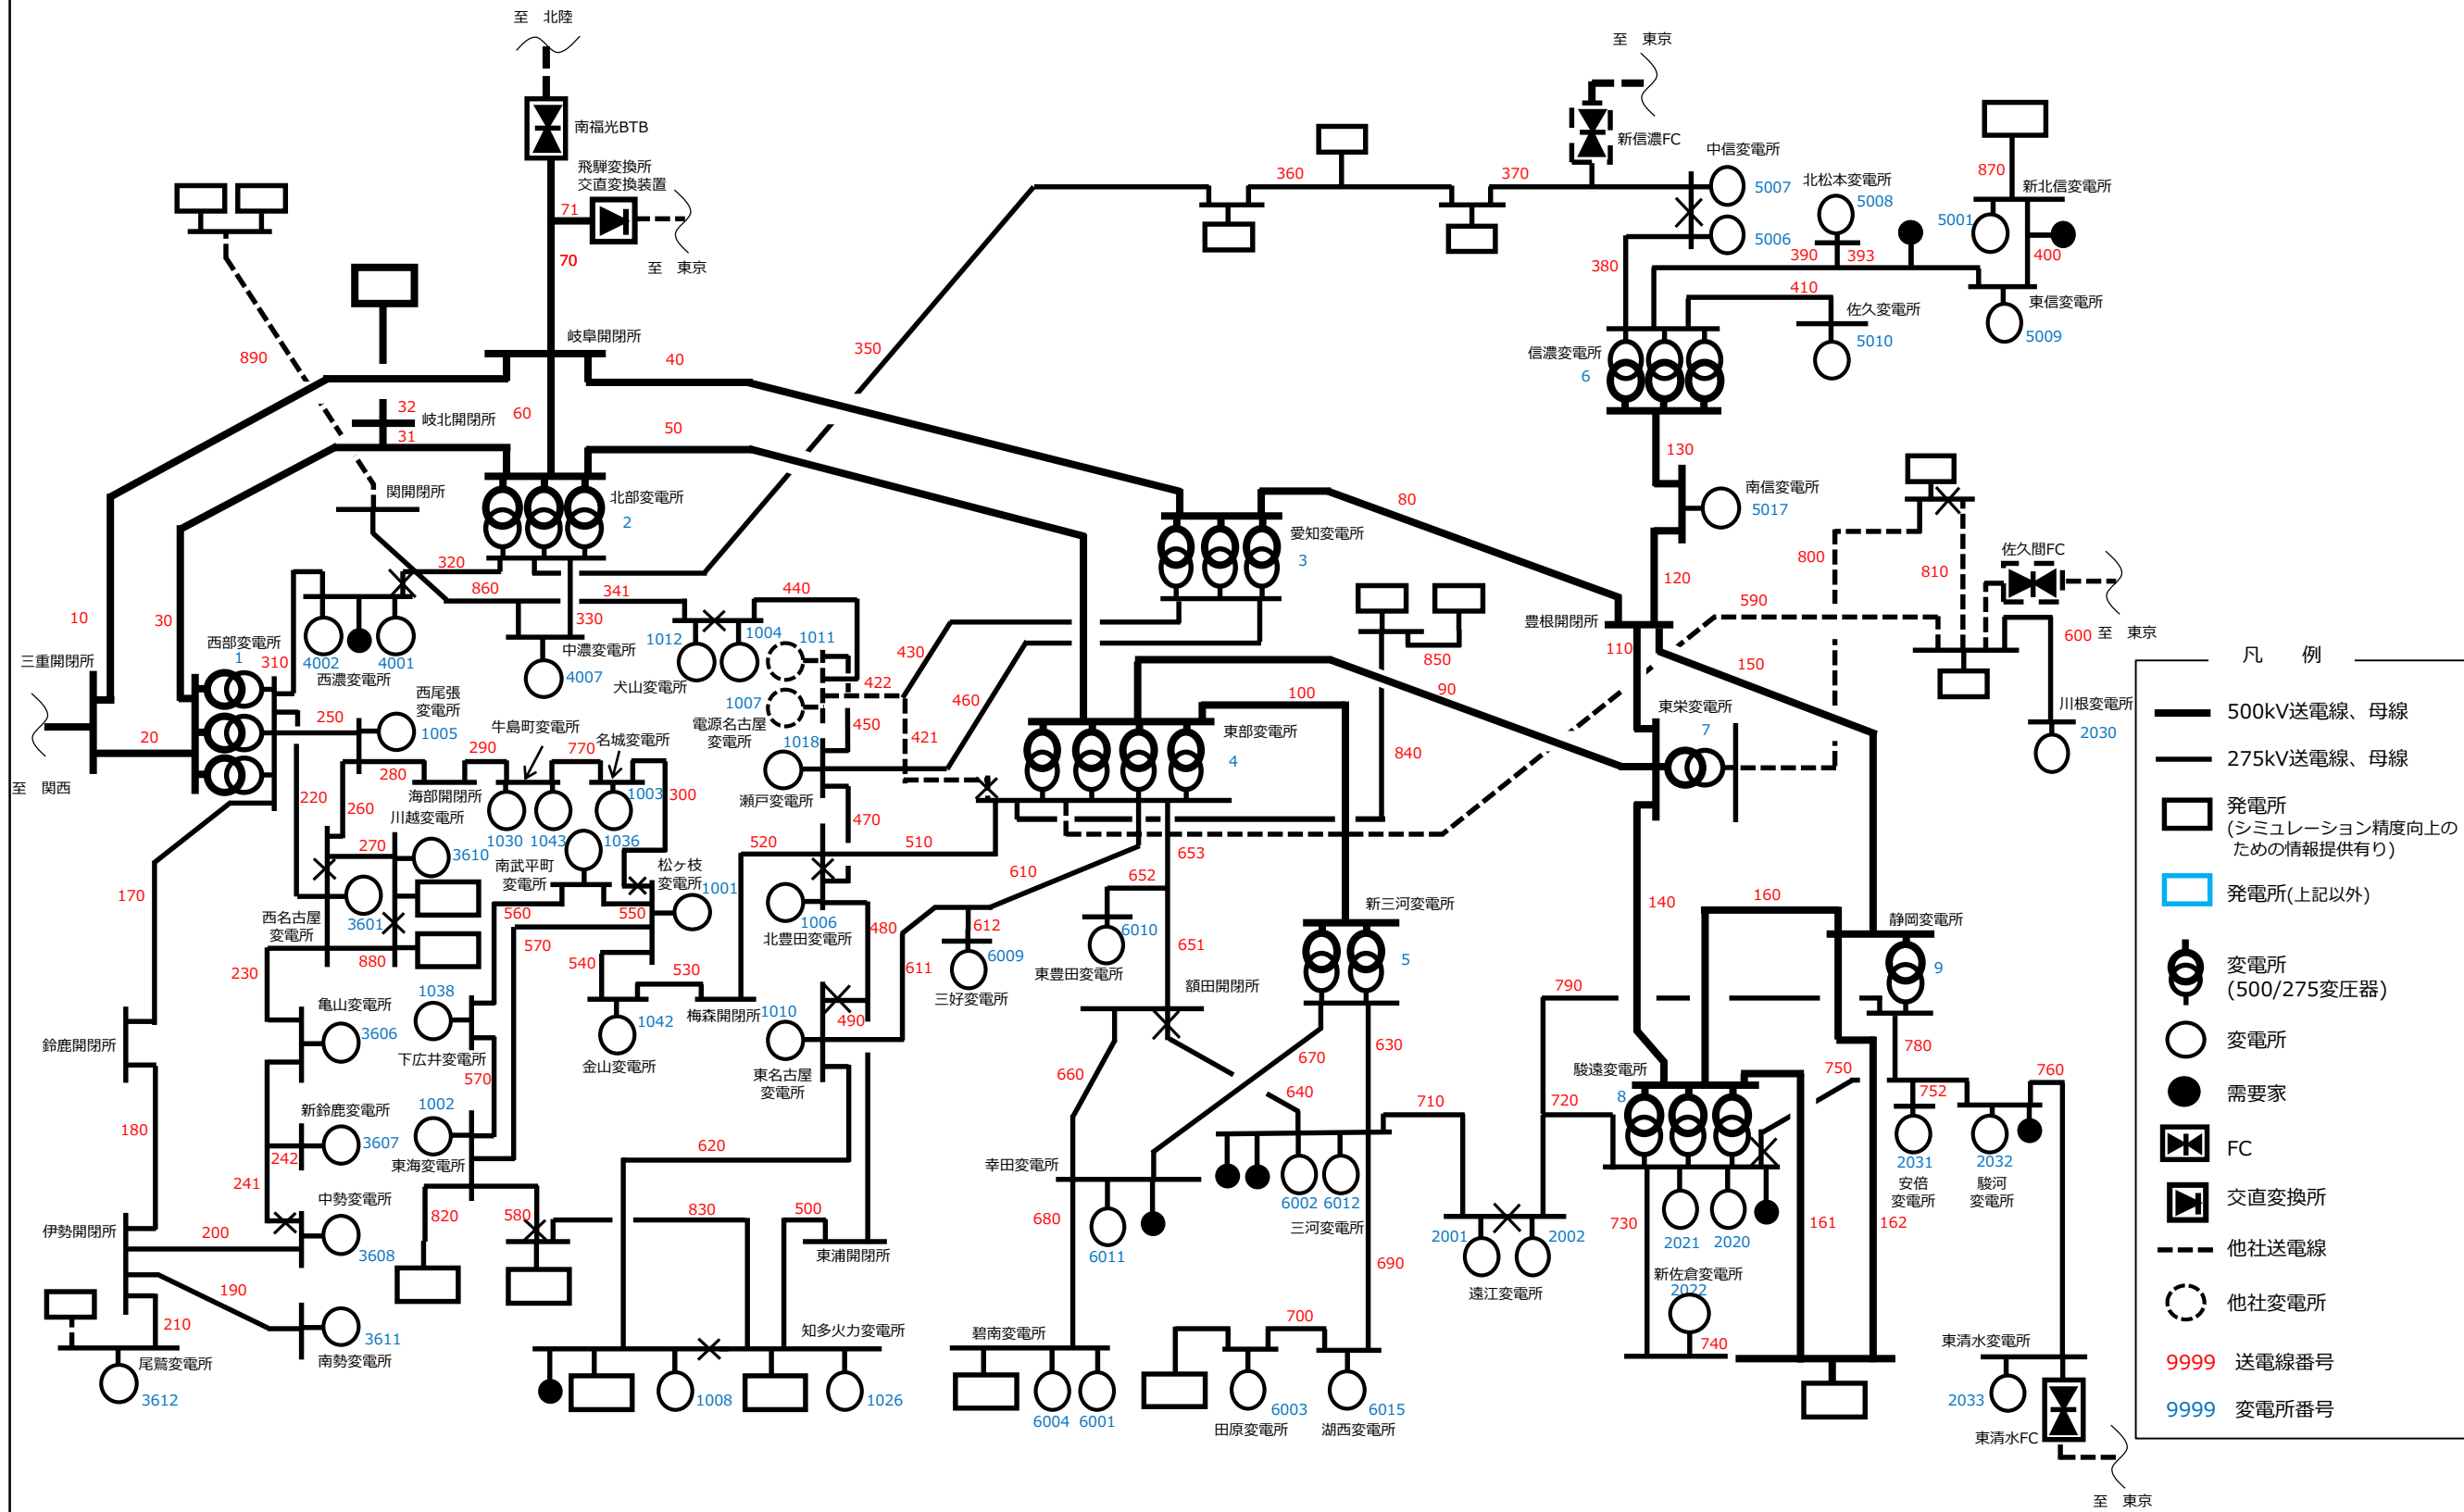 至　北陸
南福光BTB
飛騨変換所
交直変換装置
71
70
至　東京
至　東京
新信濃FC
中信変電所
5007
5006
北松本変電所
5008
870
新北信変電所
5001
400
390
393
380
410
東信変電所
5009
佐久変電所
5010
信濃変電所
6
360
370
350
890
岐阜開閉所
40
32
岐北開閉所
31
60
50
関開閉所
北部変電所
2
130
南信変電所
5017
愛知変電所
3
80
120
800
810
佐久間FC
590
600
至　東京
豊根開閉所
110
150
川根変電所
2030
10
30
三重開閉所
西部変電所
1
310
20
至　関西
320
860
341
330
440
4002
4001
西濃変電所
中濃変電所
4007
1012
1004
犬山変電所
1011
1007
電源名古屋
変電所
1018
瀬戸変電所
430
422
421
450
460
470
850
840
90
100
東部変電所
4
東栄変電所
7
西尾張
変電所
1005
250
280
290
770
牛島町変電所
名城変電所
海部開閉所
1030
1043
1036
1003
300
220
260
川越変電所
270
3610
南武平町
変電所
松ヶ枝
変電所
1001
520
510
610
653
652
651
170
西名古屋
変電所
3601
560
550
570
540
530
1006
北豊田変電所
480
612
611
6009
三好変電所
6010
東豊田変電所
新三河変電所
5
140
160
静岡変電所
9
230
880
亀山変電所
3606
1038
下広井変電所
570
1042
金山変電所
梅森開閉所
1010
490
東名古屋
変電所
額田開閉所
鈴鹿開閉所
180
新鈴鹿変電所
3607
242
241
1002
東海変電所
660
670
630
640
790
780
駿遠変電所
8
750
752
760
710
720
620
幸田変電所
6011
6002
6012
三河変電所
2001
2002
遠江変電所
2021
2020
2031
安倍
変電所
2032
駿河
変電所
中勢変電所
3608
伊勢開閉所
200
190
210
尾鷲変電所
3612
3611
南勢変電所
820
580
830
500
東浦開閉所
知多火力変電所
1008
1026
680
690
730
161
162
新佐倉変電所
2022
740
碧南変電所
6004
6001
700
6003
田原変電所
6015
湖西変電所
東清水変電所
2033
東清水FC
至　東京
凡　例
500kV送電線、母線
275kV送電線、母線
発電所
(シミュレーション精度向上の
ための情報提供有り)
発電所(上記以外)
変電所
(500/275変圧器)
変電所
需要家
FC
交直変換所
他社送電線
他社変電所
9999　送電線番号
9999　変電所番号